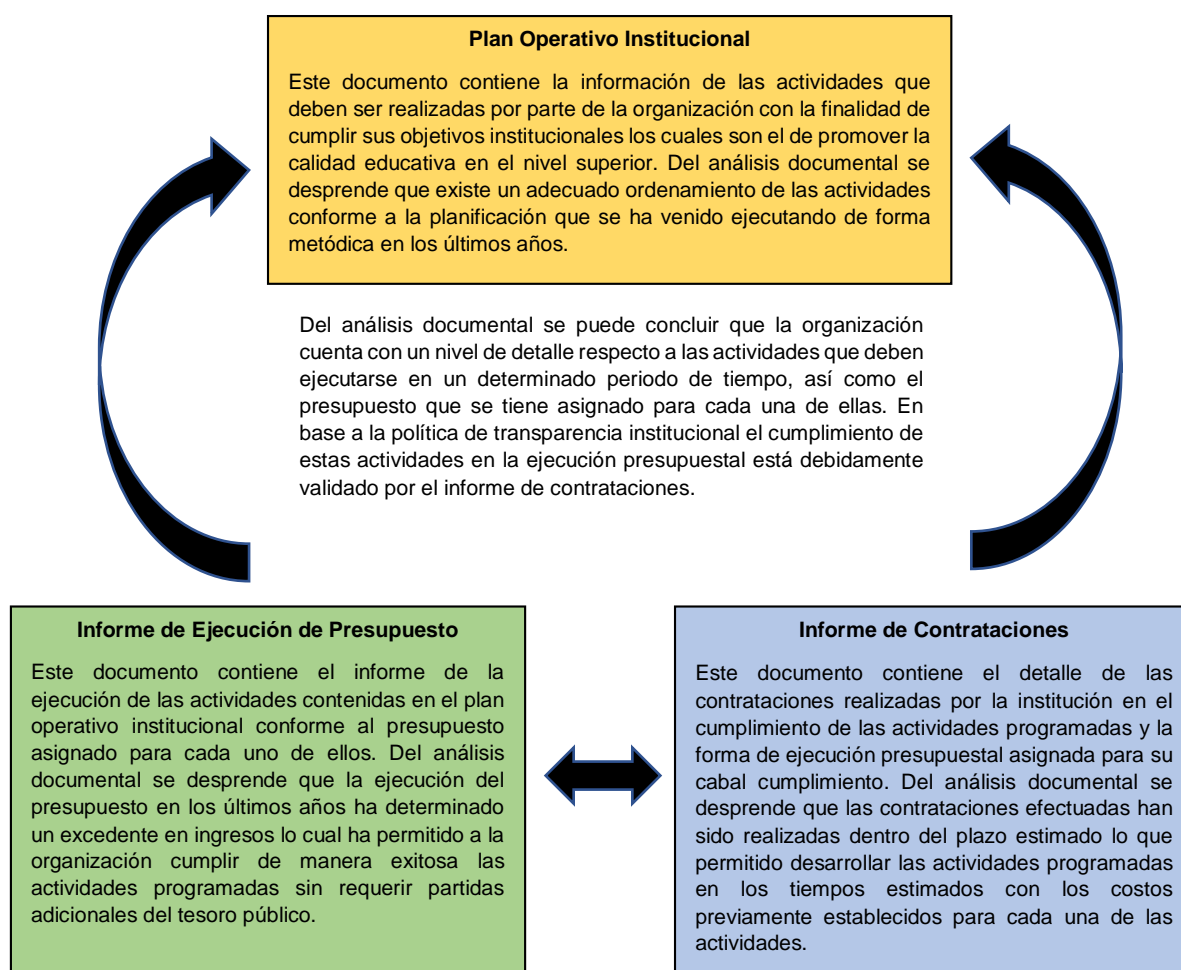 Plan Operativo Institucional
Este documento contiene la información de las actividades que
deben ser realizadas por parte de la organización con la finalidad de
cumplir sus objetivos institucionales los cuales son el de promover la
calidad educativa en el nivel superior. Del análisis documental se
desprende que existe un adecuado ordenamiento de las actividades
conforme a la planificación que se ha venido ejecutando de forma
metódica en los últimos años.
Del análisis documental se puede concluir que la organización
cuenta con un nivel de detalle respecto a las actividades que deben
ejecutarse en un determinado periodo de tiempo, así como el
presupuesto que se tiene asignado para cada una de ellas. En
base a la política de transparencia institucional el cumplimiento de
estas actividades en la ejecución presupuestal está debidamente
validado por el informe de contrataciones.
Informe de Ejecución de Presupuesto
Este documento contiene el informe de la
ejecución de las actividades contenidas en el plan
operativo institucional conforme al presupuesto
asignado para cada uno de ellos. Del análisis
documental se desprende que la ejecución del
presupuesto en los últimos años ha determinado
un excedente en ingresos lo cual ha permitido a la
organización cumplir de manera exitosa las
actividades programadas sin requerir partidas
adicionales del tesoro público.
Informe de Contrataciones
Este documento contiene el detalle de las
contrataciones realizadas por la institución en el
cumplimiento de las actividades programadas y la
forma de ejecución presupuestal asignada para su
cabal cumplimiento. Del análisis documental se
desprende que las contrataciones efectuadas han
sido realizadas dentro del plazo estimado lo que
permitido desarrollar las actividades programadas
en los tiempos estimados con los costos
previamente establecidos para cada una de las
actividades.